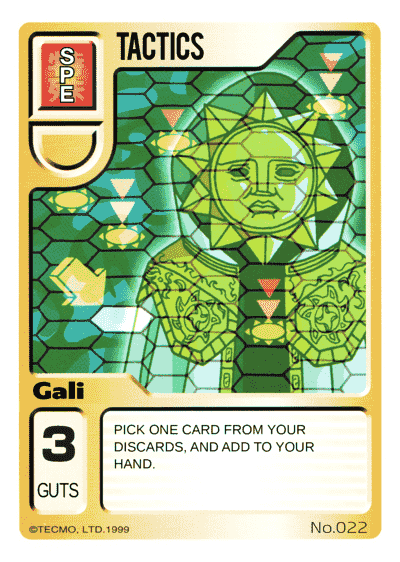 SPE
TACTICS
Gali
3
GUTS
PICK ONE CARD FROM YOUR
DISCARDS, AND ADD TO YOUR
HAND.
©TECMO, LTD.1999
No.022